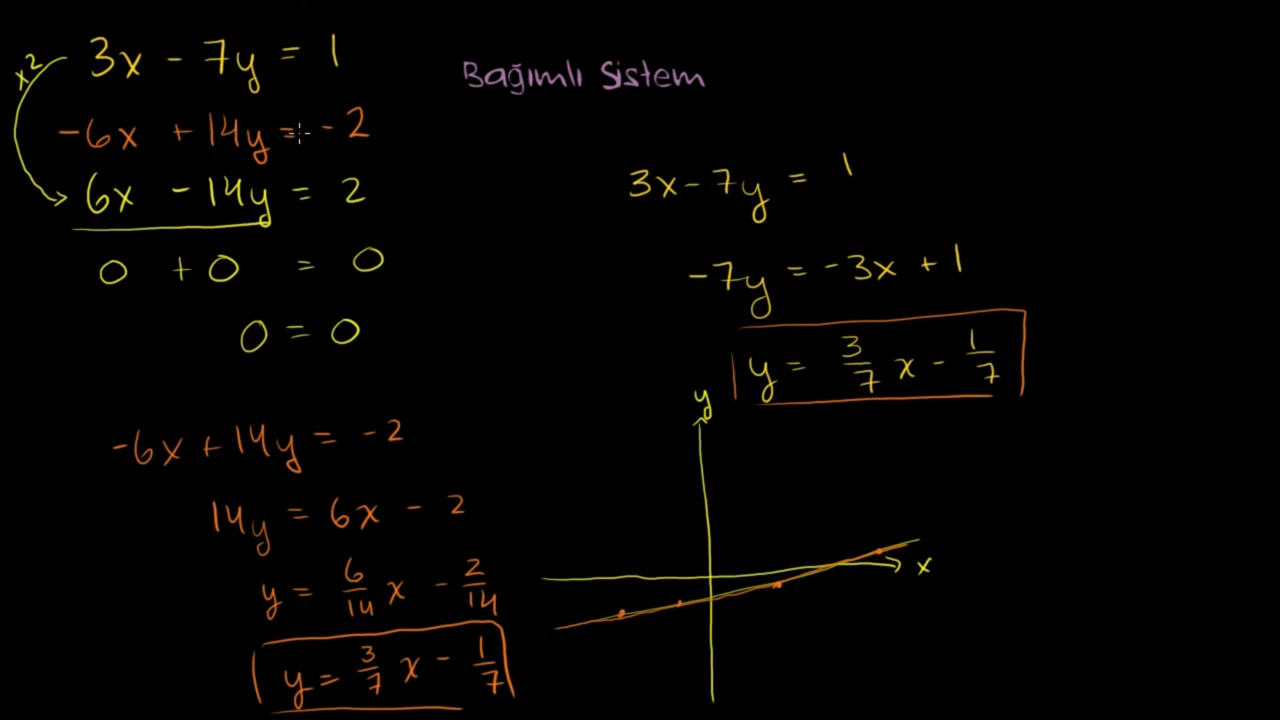 x2
3x - 7y = 1
-6x + 14y = -2
6x - 14y = 2
0 + 0 = 0
0 = 0
Bağımlı Sistem
3x - 7y = 1
-7y = -3x + 1
y = 3/7 x - 1/7
-6x + 14y = -2
14y = 6x - 2
y = 6/14 x - 2/14
y = 3/7 x - 1/7
y
x